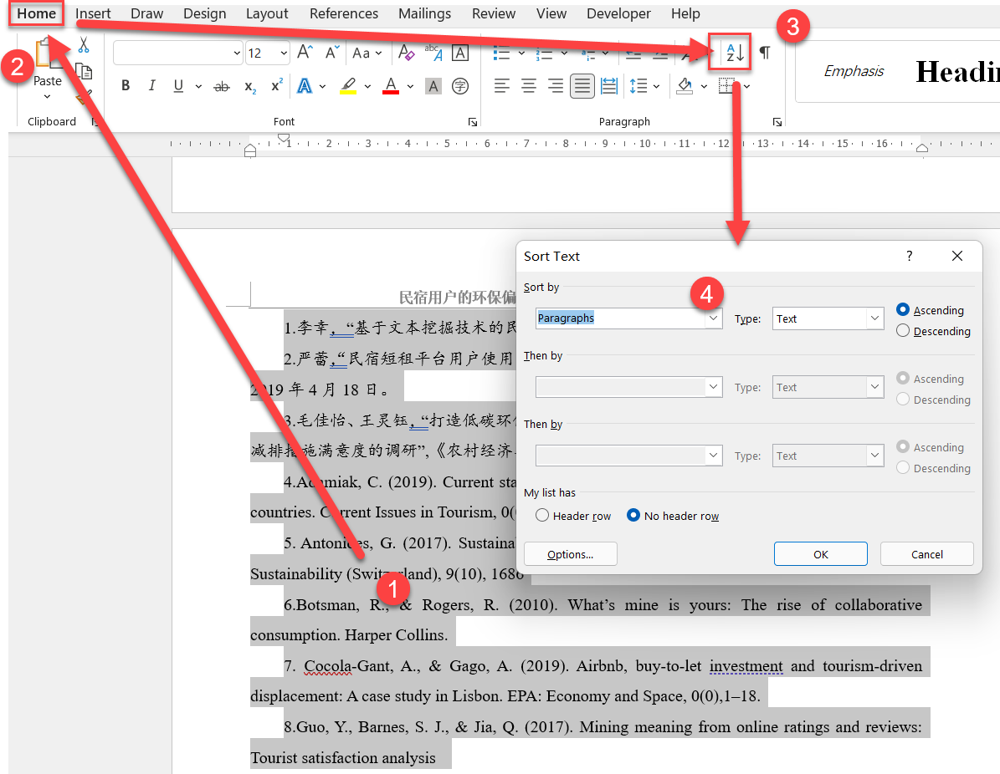 Home Insert Draw Design Layout References Mailings Review View Developer Help
3
2
12
Aa
Paste
B I U ab x₂ x² A A A 字
Emphasis
Headin
Clipboard
Font
Paragraph
1 2 3 4 5 6 7 8 9 10 11 12 13 14 15 16
民宿用户的环保偏
1.李幸，“基于文本挖掘技术的民
2.严蕾，“民宿短租平台用户使用
2019 年 4 月 18 日。
3.毛佳怡、王灵钰，“打造低碳环
减排措施满意度的调研”,《农村经济
4.Adamiak, C. (2019). Current sta
countries. Current Issues in Tourism, 0(
5. Antonides, G. (2017). Sustaina
Sustainability (Switzerland), 9(10), 1686
1
6.Botsman, R., & Rogers, R. (2010). What’s mine is yours: The rise of collaborative
consumption. Harper Collins.
7. Cocola-Gant, A., & Gago, A. (2019). Airbnb, buy-to-let investment and tourism-driven
displacement: A case study in Lisbon. EPA: Economy and Space, 0(0),1–18.
8.Guo, Y., Barnes, S. J., & Jia, Q. (2017). Mining meaning from online ratings and reviews:
Tourist satisfaction analysis
Sort Text ?
Sort by
4
Paragraphs Type: Text
Ascending
Descending
Then by
Type: Text
Ascending
Descending
Then by
Type: Text
Ascending
Descending
My list has
Header row No header row
Options... OK Cancel